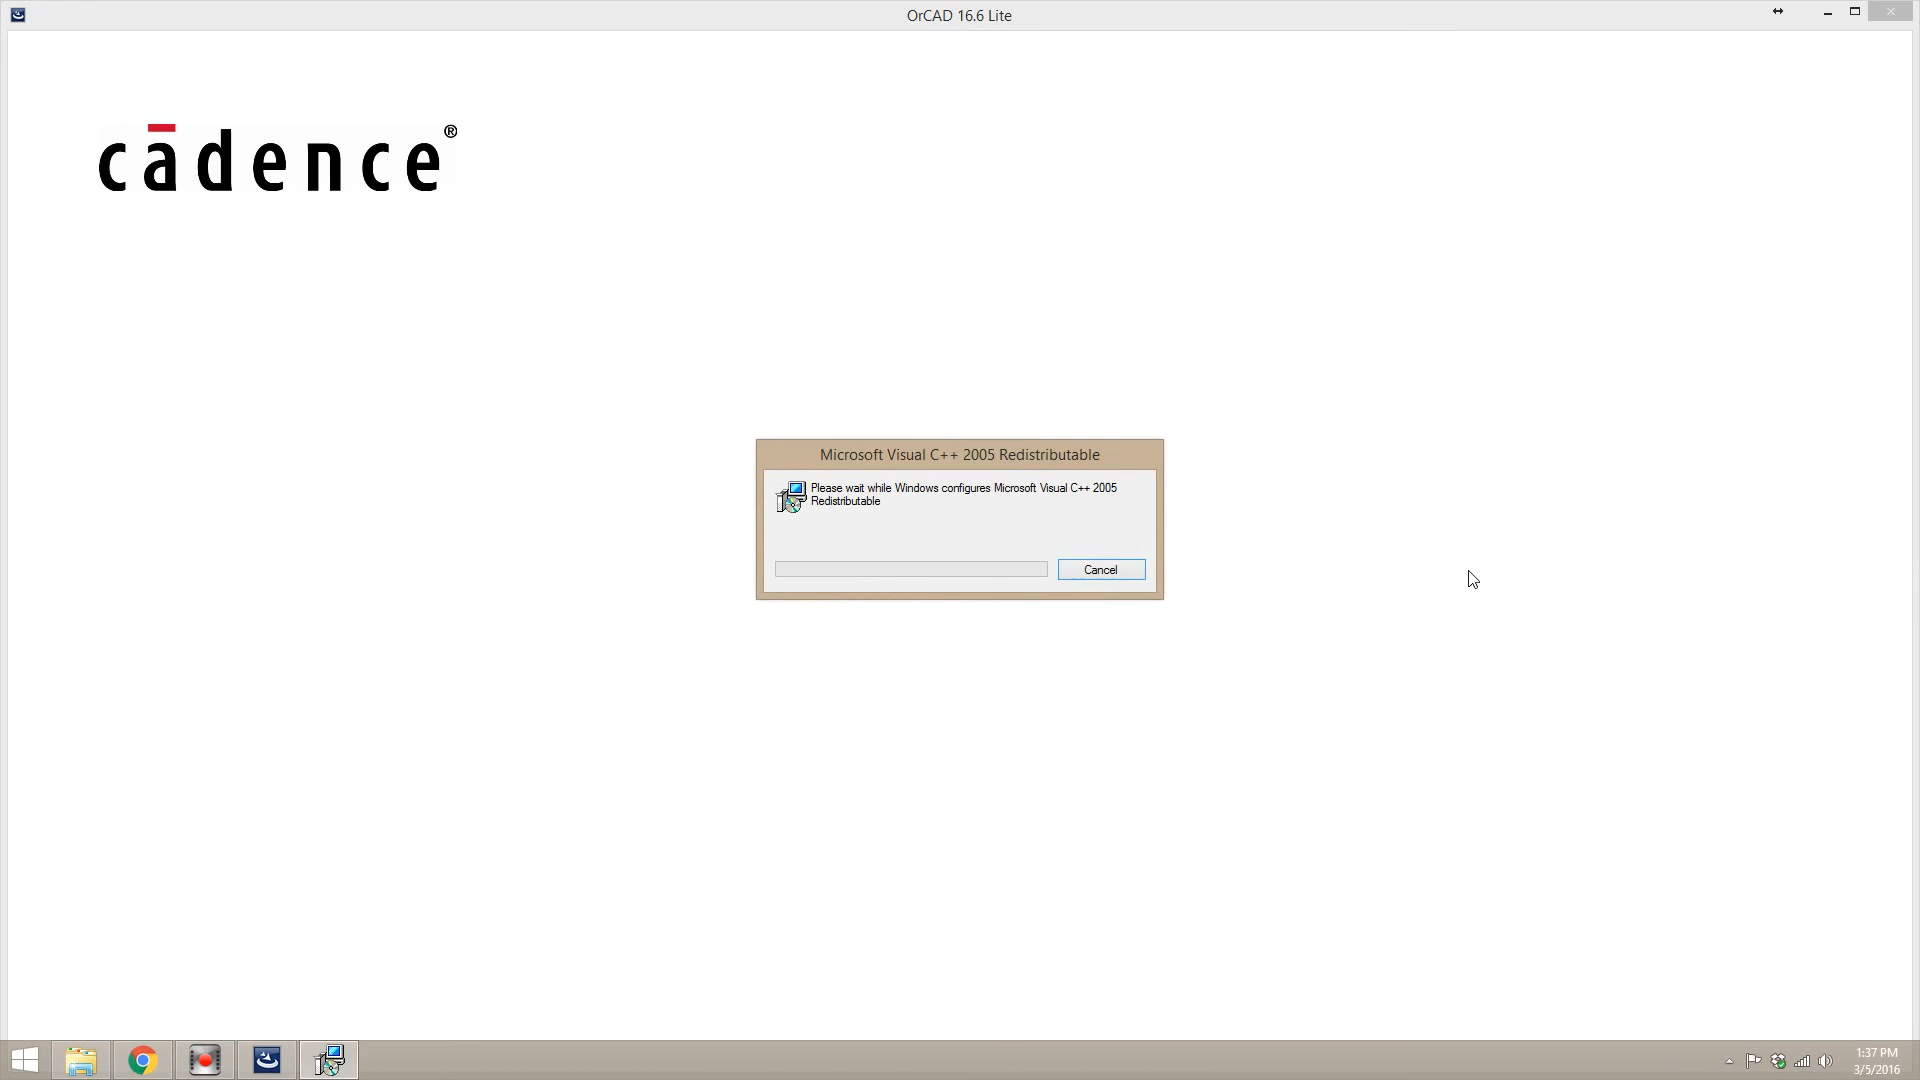 OrCAD 16.6 Lite
cādence®
Microsoft Visual C++ 2005 Redistributable
Please wait while Windows configures Microsoft Visual C++ 2005
Redistributable
Cancel
1:37 PM
3/5/2016